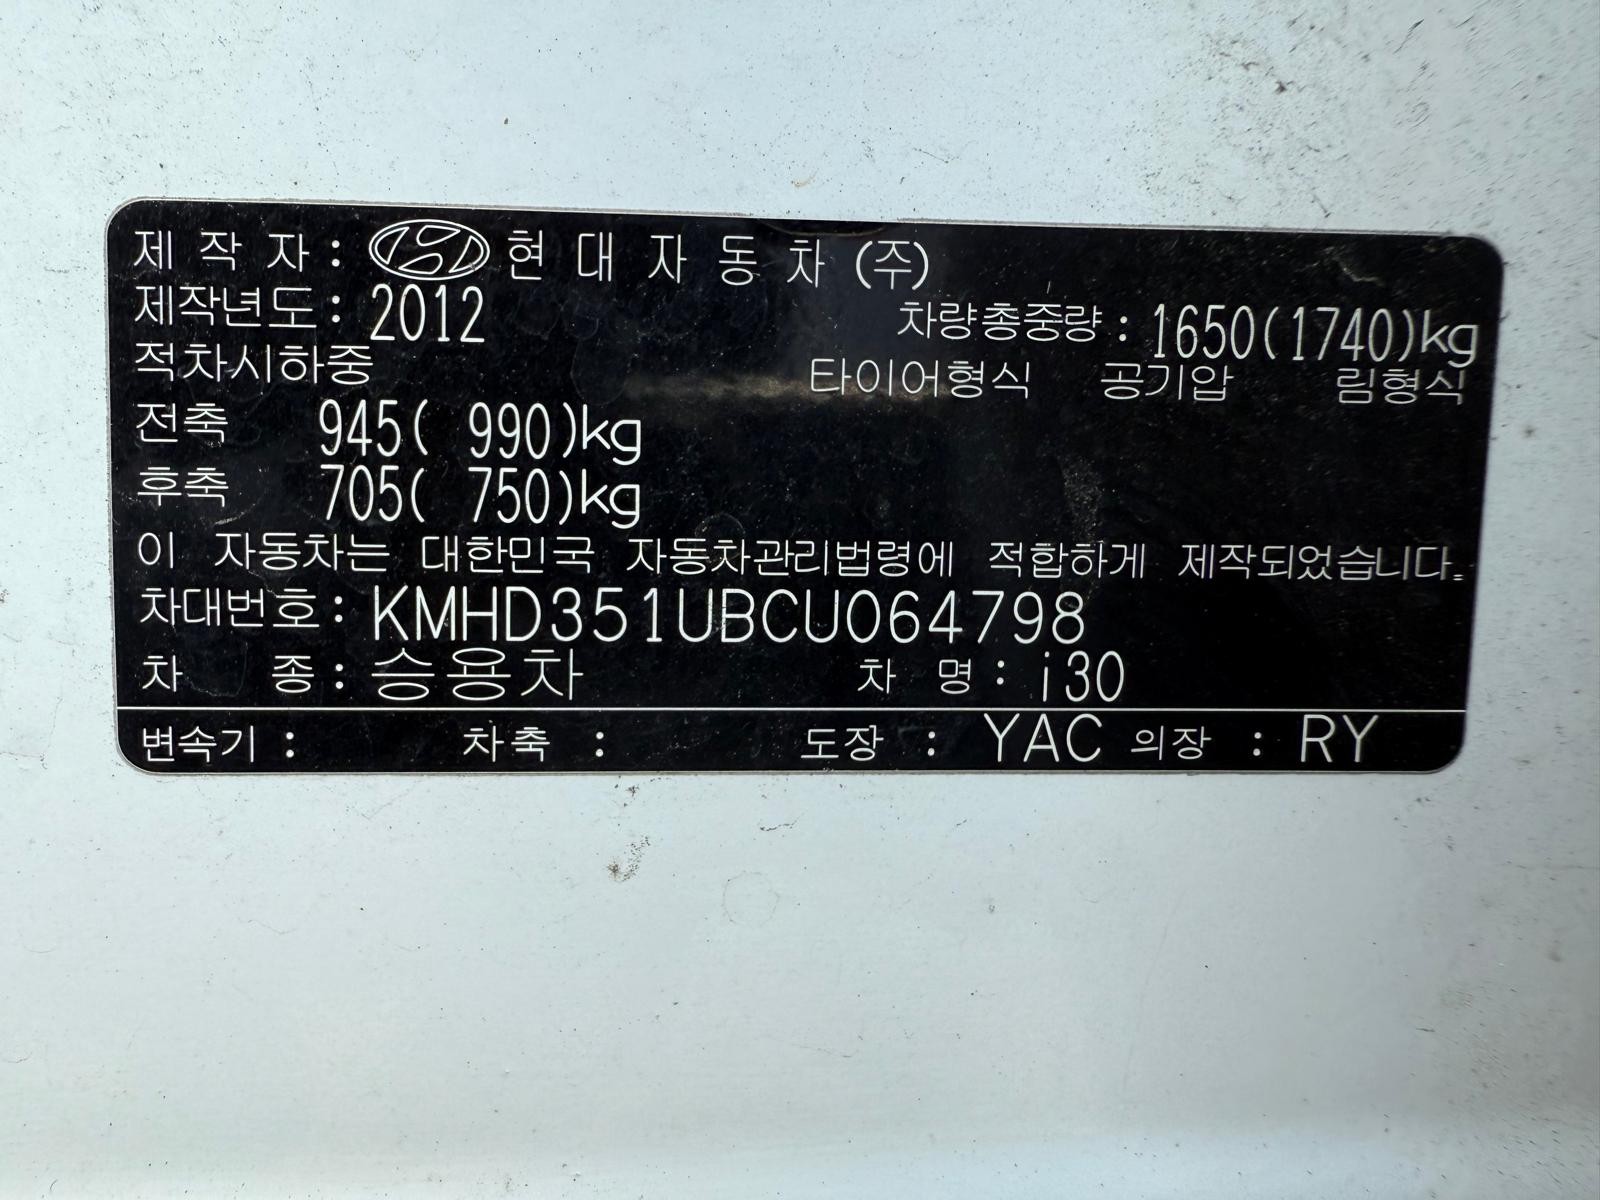 제 작 자 : 현 대 자 동 차 (주)
제작년도 : 2012 차량총중량 : 1650(1740)kg
적차시하중 타이어형식 공기압 림형식
전축 945( 990)kg
후축 705( 750)kg
이 자동차는 대한민국 자동차관리법령에 적합하게 제작되었습니다.
차대번호 : KMHD351UBCU064798
차 종 : 승용차 차 명 : i30
변속기 : 차축 : 도장 : YAC 의장 : RY